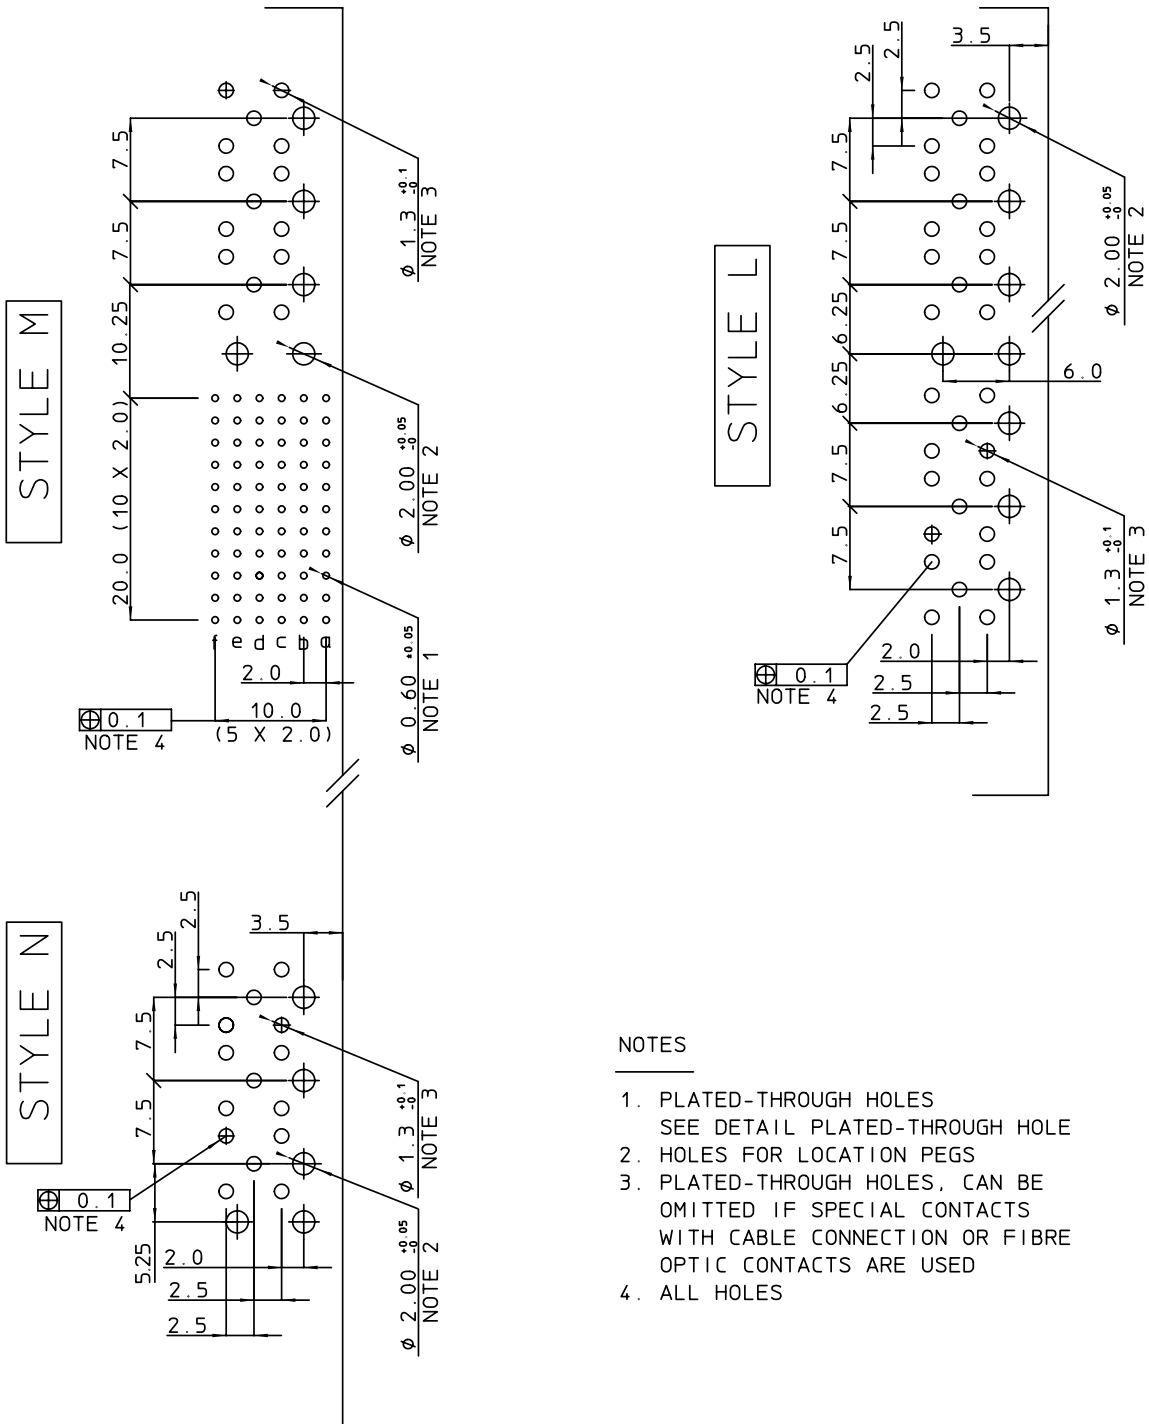 STYLE M
7.5
7.5
10.25
20.0 (10 X 2.0)
ø 1.3 +0.1 -0
NOTE 3
ø 2.00 +0.05 -0
NOTE 2
ø 0.60 ±0.05
NOTE 1
f e d c b a
2.0
10.0
(5 X 2.0)
0.1
NOTE 4
STYLE L
2.5
2.5
3.5
7.5
7.5
6.25
6.25
7.5
7.5
ø 2.00 +0.05 -0
NOTE 2
6.0
ø 1.3 +0.1 -0
NOTE 3
0.1
NOTE 4
2.0
2.5
2.5
STYLE N
2.5
2.5
3.5
7.5
7.5
5.25
ø 1.3 +0.1 -0
NOTE 3
0.1
NOTE 4
ø 2.00 +0.05 -0
NOTE 2
2.0
2.5
2.5
NOTES
1. PLATED-THROUGH HOLES
SEE DETAIL PLATED-THROUGH HOLE
2. HOLES FOR LOCATION PEGS
3. PLATED-THROUGH HOLES, CAN BE
OMITTED IF SPECIAL CONTACTS
WITH CABLE CONNECTION OR FIBRE
OPTIC CONTACTS ARE USED
4. ALL HOLES